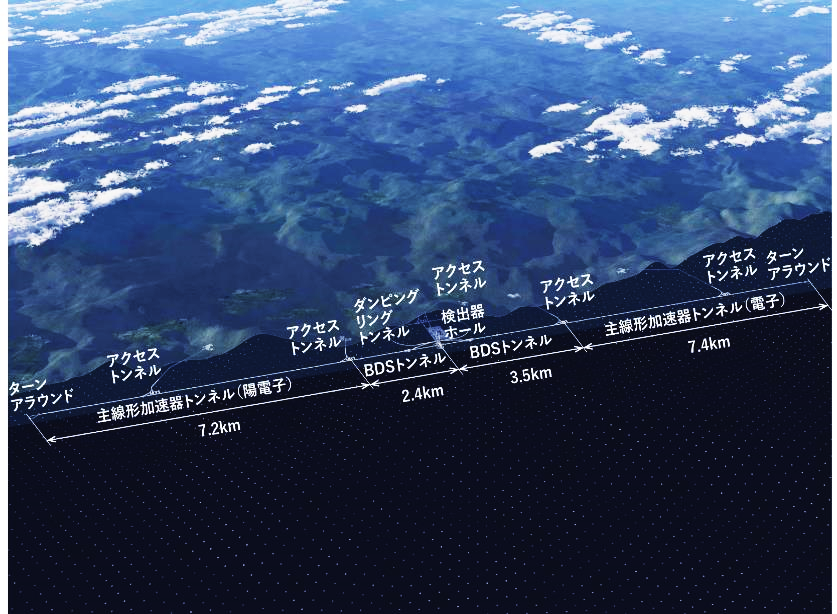 ターン
アラウンド
アクセス
トンネル
主線形加速器トンネル（陽電子）
7.2km
アクセス
トンネル
ダンピング
リング
トンネル
BDSトンネル
2.4km
アクセス
トンネル
検出器
ホール
BDSトンネル
3.5km
アクセス
トンネル
主線形加速器トンネル（電子）
7.4km
アクセス
トンネル
ターン
アラウンド